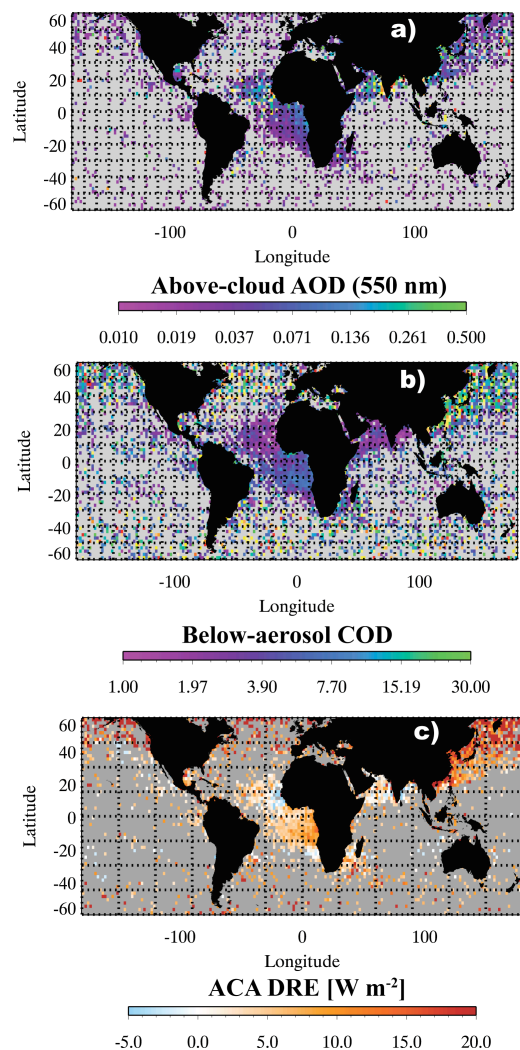 a)
60
40
20
0
-20
-40
-60
Latitude
-100 0 100
Longitude
Above-cloud AOD (550 nm)
0.010 0.019 0.037 0.071 0.136 0.261 0.500
b)
60
40
20
0
-20
-40
-60
Latitude
-100 0 100
Longitude
Below-aerosol COD
1.00 1.97 3.90 7.70 15.19 30.00
c)
60
40
20
0
-20
-40
-60
Latitude
-100 0 100
Longitude
ACA DRE [W m⁻²]
-5.0 0.0 5.0 10.0 15.0 20.0